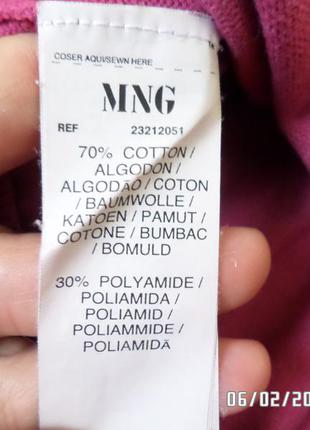 COSER AQUI/SEWN HERE
MNG
REF 23212051
70% COTTON /
ALGODON /
ALGODÃO / COTON
/ BAUMWOLLE /
KATOEN / PAMUT /
COTONE / BUMBAC
/ BOMULD
30% POLYAMIDE /
POLIAMIDA /
POLIAMID /
POLIAMMIDE /
POLIAMIDĂ
06/02/20